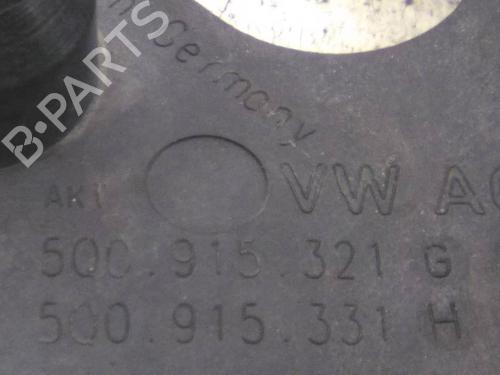 Germany
AKT VW AG
5Q0.915.321 G
5Q0.915.331 H
B-PARTS